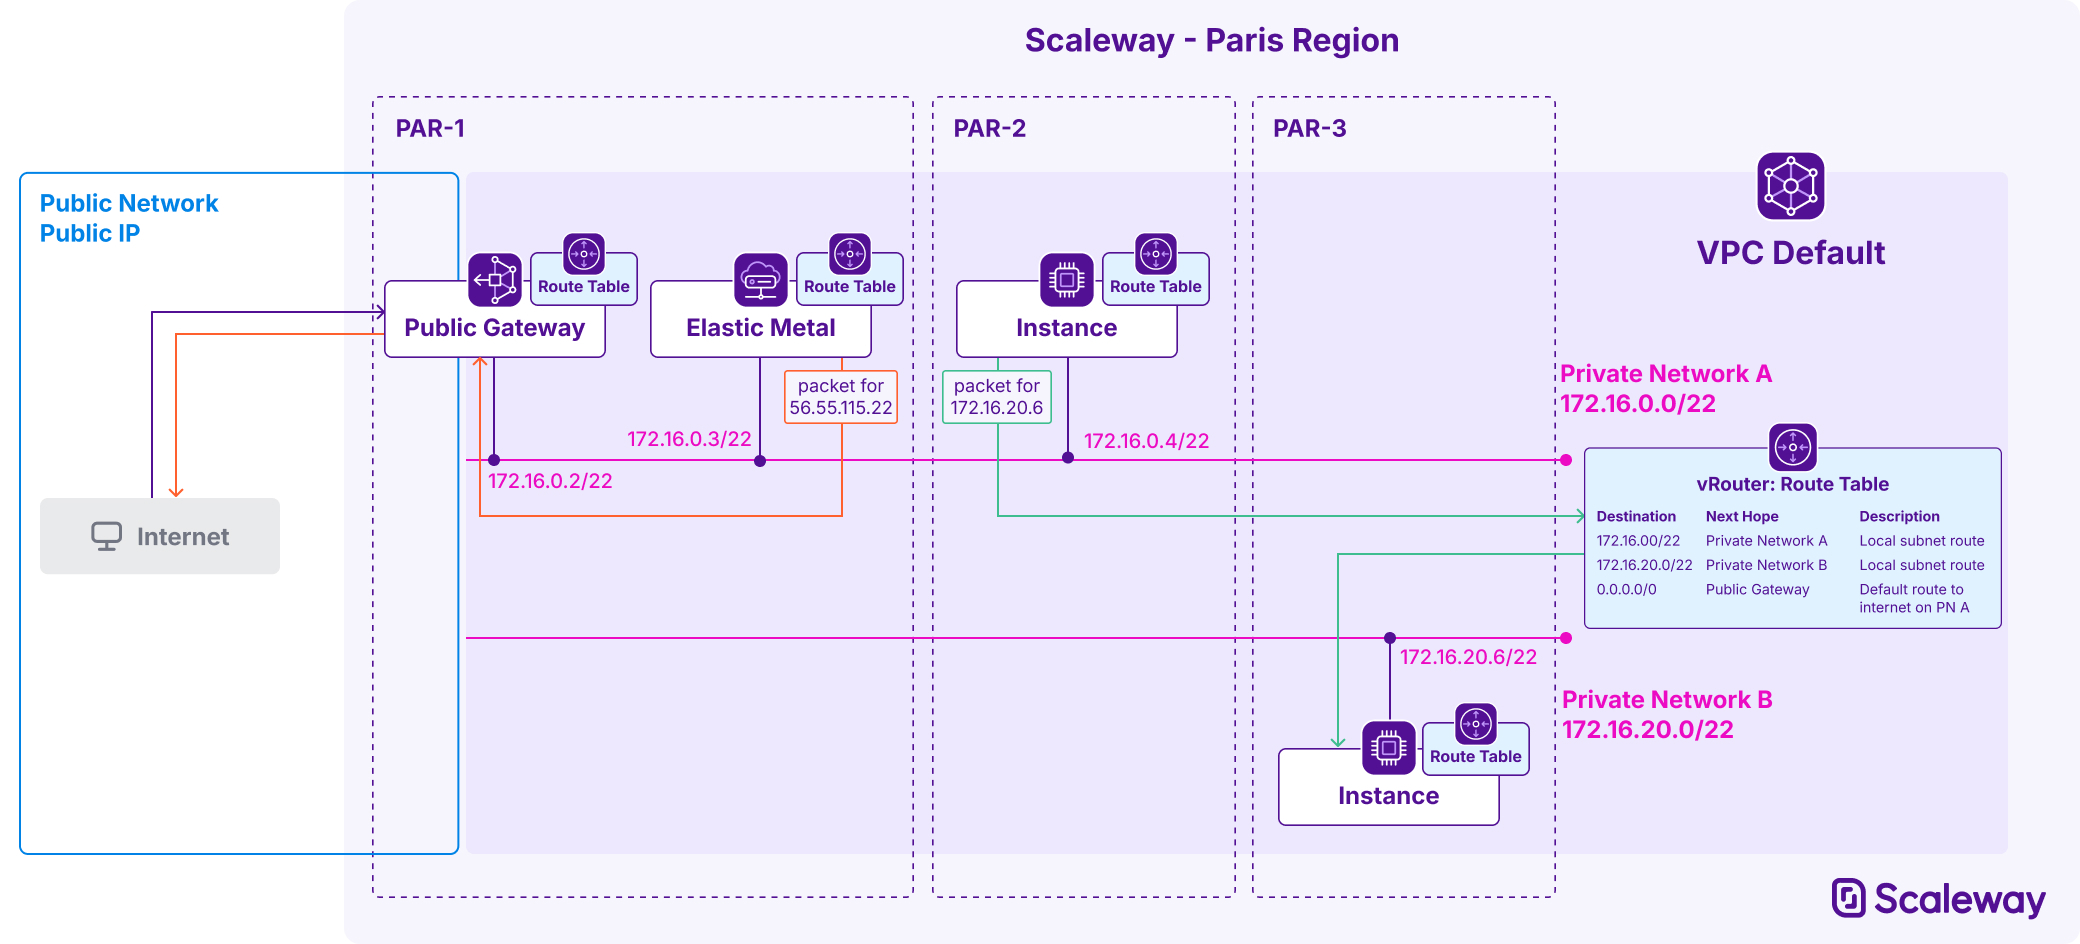 Scaleway - Paris Region
PAR-1
PAR-2
PAR-3
Public Network
Public IP
VPC Default
Route Table
Public Gateway
Route Table
Elastic Metal
Route Table
Instance
packet for
56.55.115.22
packet for
172.16.20.6
Private Network A
172.16.0.0/22
172.16.0.3/22
172.16.0.4/22
172.16.0.2/22
Internet
vRouter: Route Table
Destination Next Hope Description
172.16.00/22 Private Network A Local subnet route
172.16.20.0/22 Private Network B Local subnet route
0.0.0.0/0 Public Gateway Default route to
internet on PN A
172.16.20.6/22
Private Network B
172.16.20.0/22
Route Table
Instance
Scaleway